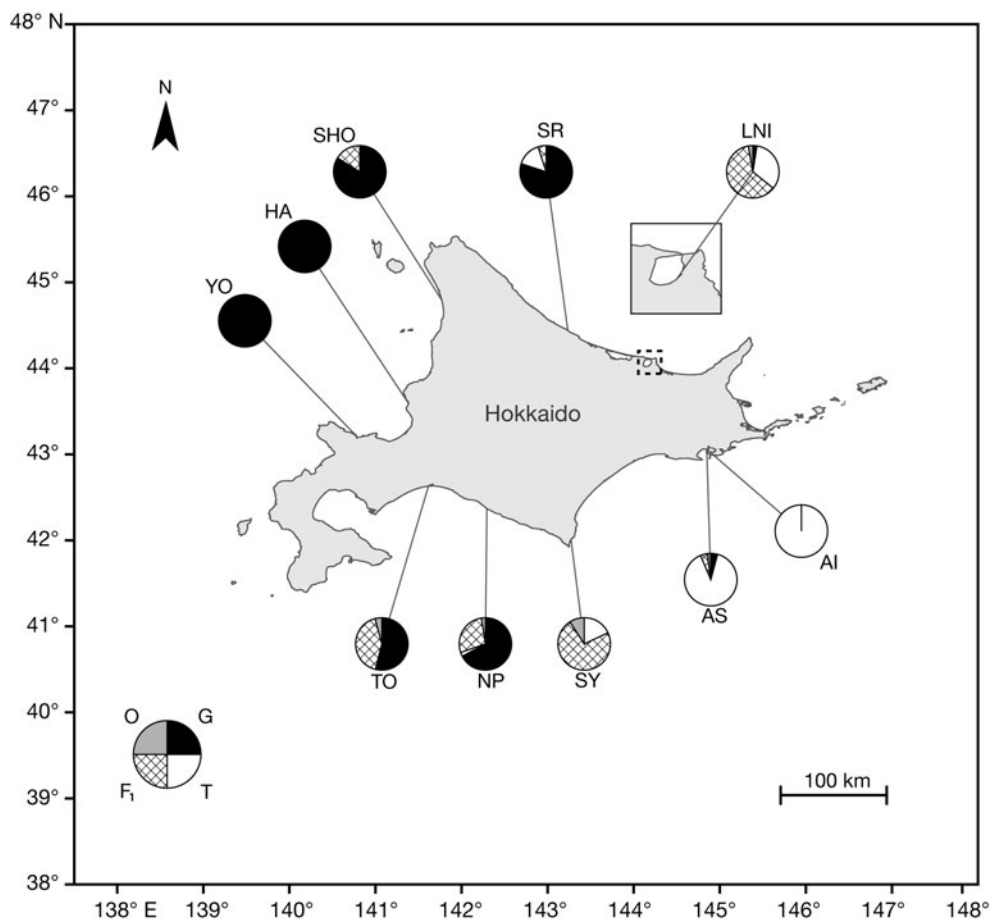 48° N
47°
46°
45°
44°
43°
42°
41°
40°
39°
38°
N
SHO
SR
LNI
HA
YO
Hokkaido
AI
AS
TO
NP
SY
O
G
F₁
T
100 km
138° E
139°
140°
141°
142°
143°
144°
145°
146°
147°
148°